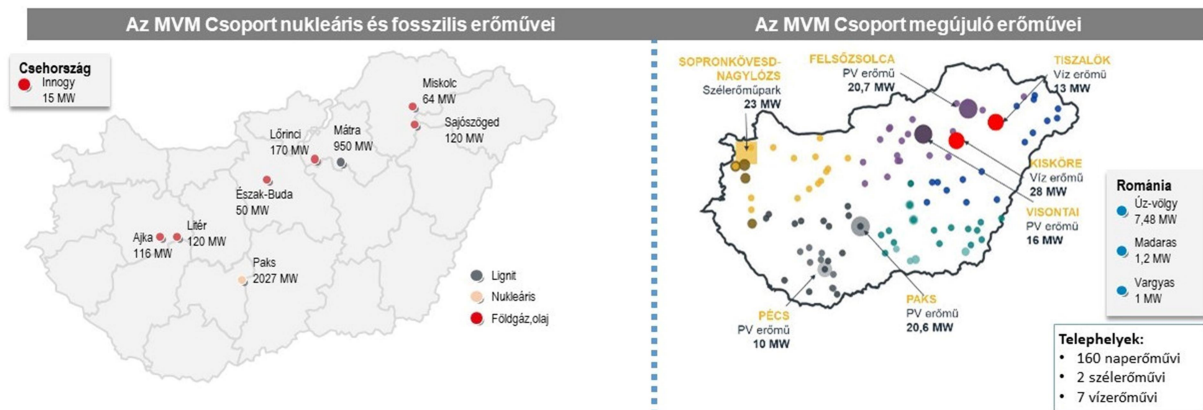 Az MVM Csoport nukleáris és fosszilis erőművei
Csehország
Innogy
15 MW
Miskolc
64 MW
Sajószöged
120 MW
Lőrinci
170 MW
Mátra
950 MW
Észak-Buda
50 MW
Ajka
116 MW
Litér
120 MW
Paks
2027 MW
Lignit
Nukleáris
Földgáz,olaj
Az MVM Csoport megújuló erőművei
SOPRONKÖVESD-
NAGYLÓZS
Szélerőműpark
23 MW
FELSŐZSOLCA
PV erőmű
20,7 MW
TISZALÖK
Víz erőmű
13 MW
KISKÖRE
Víz erőmű
28 MW
VISONTAI
PV erőmű
16 MW
PAKS
PV erőmű
20,6 MW
PÉCS
PV erőmű
10 MW
Románia
Úz-völgy
7,48 MW
Madaras
1,2 MW
Vargyas
1 MW
Telephelyek:
• 160 naperőművi
• 2 szélerőművi
• 7 vízerőművi